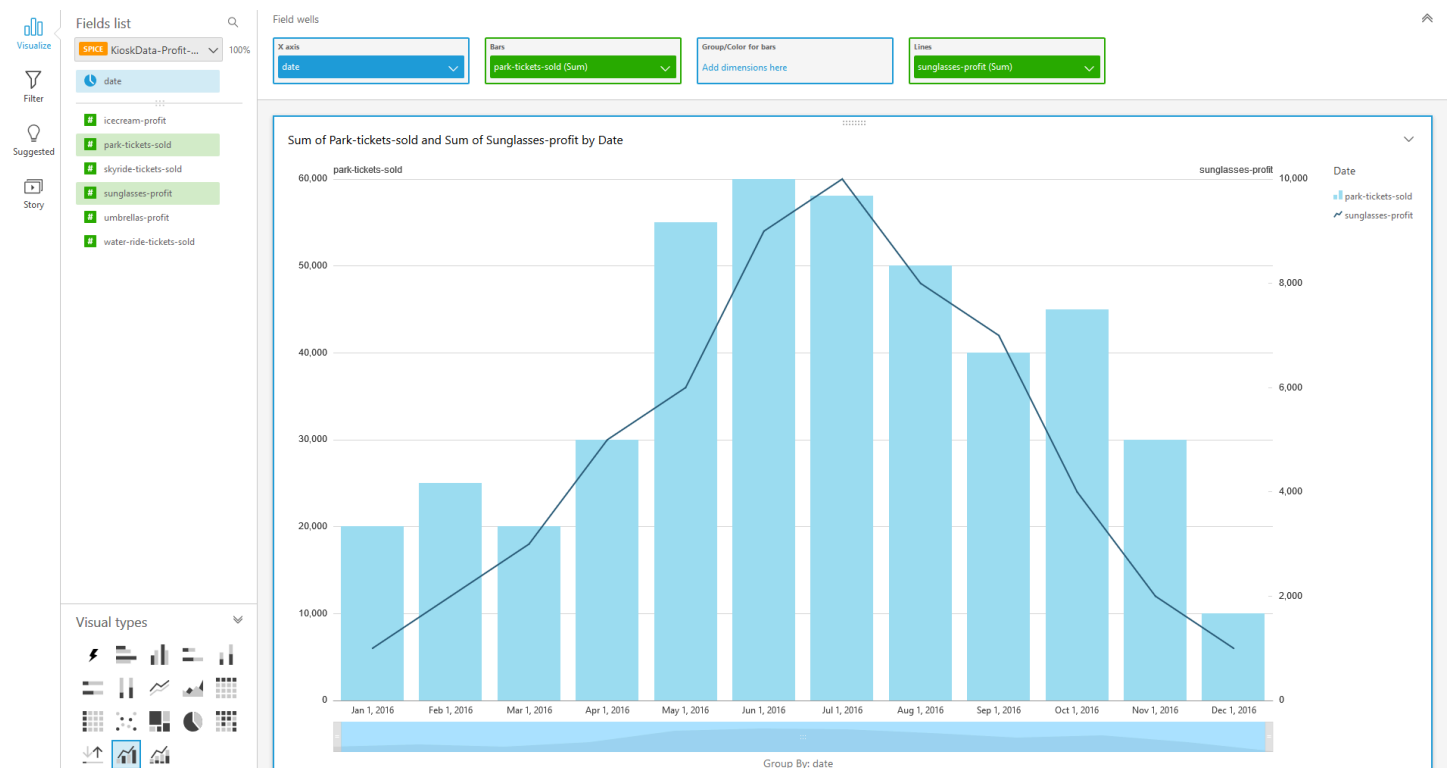 Visualize
Filter
Suggested
Story
Fields list
SPICE KioskData-Profit-... 100%
date
# icecream-profit
# park-tickets-sold
# skyride-tickets-sold
# sunglasses-profit
# umbrellas-profit
# water-ride-tickets-sold
Visual types
Field wells
X axis
date
Bars
park-tickets-sold (Sum)
Group/Color for bars
Add dimensions here
Lines
sunglasses-profit (Sum)
Sum of Park-tickets-sold and Sum of Sunglasses-profit by Date
park-tickets-sold
60,000
50,000
40,000
30,000
20,000
10,000
0
sunglasses-profit
10,000
8,000
6,000
4,000
2,000
0
Jan 1, 2016 Feb 1, 2016 Mar 1, 2016 Apr 1, 2016 May 1, 2016 Jun 1, 2016 Jul 1, 2016 Aug 1, 2016 Sep 1, 2016 Oct 1, 2016 Nov 1, 2016 Dec 1, 2016
Group By: date
Date
park-tickets-sold
sunglasses-profit